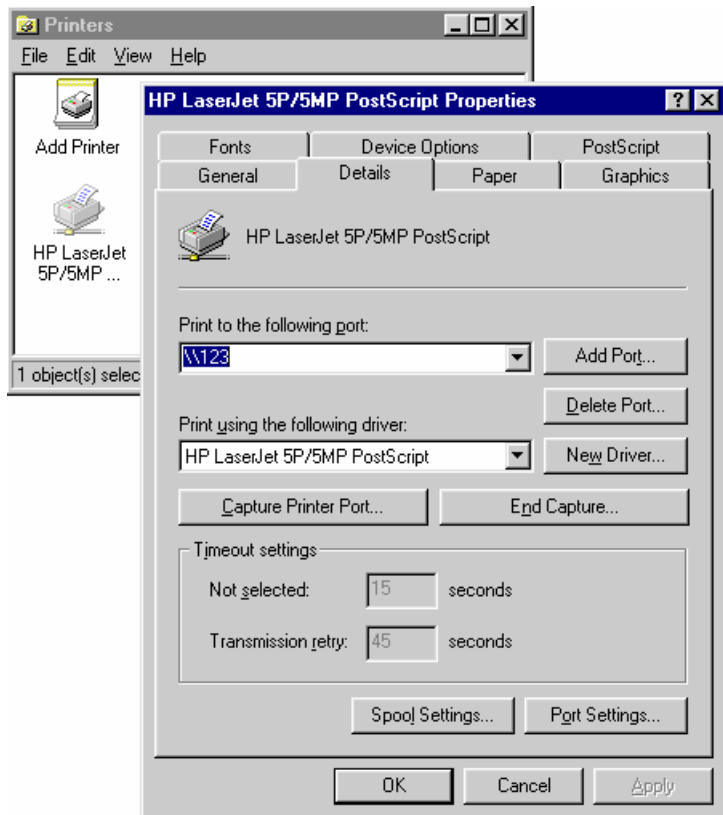 Printers
File Edit View Help
Add Printer
HP LaserJet
5P/5MP ...
1 object(s) selec
HP LaserJet 5P/5MP PostScript Properties
Fonts Device Options PostScript
General Details Paper Graphics
HP LaserJet 5P/5MP PostScript
Print to the following port:
\\123 Add Port...
Delete Port...
Print using the following driver:
HP LaserJet 5P/5MP PostScript New Driver...
Capture Printer Port... End Capture...
Timeout settings
Not selected: 15 seconds
Transmission retry: 45 seconds
Spool Settings... Port Settings...
OK Cancel Apply